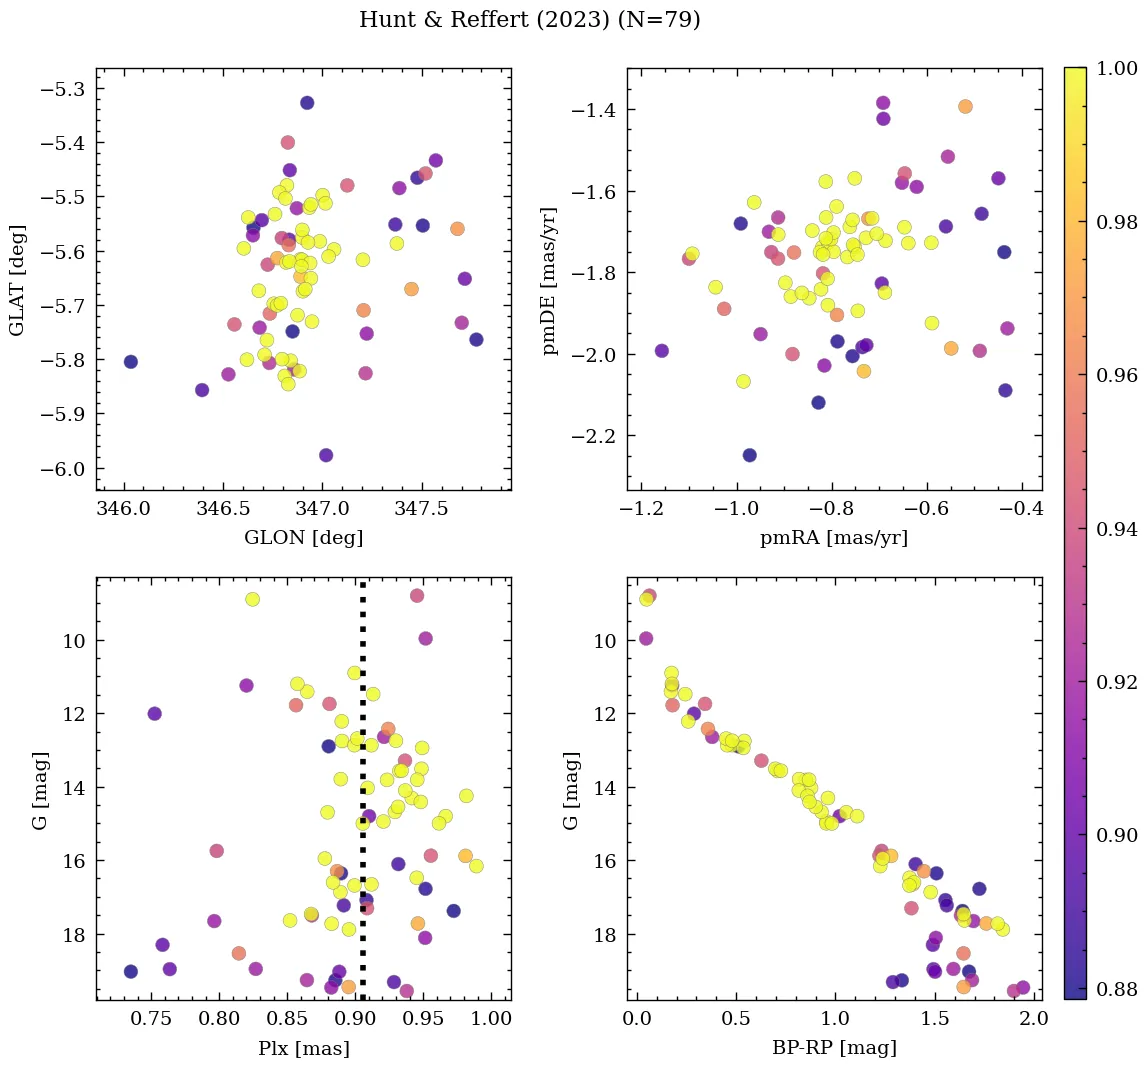 Hunt & Reffert (2023) (N=79)
−5.3
−5.4
−5.5
−5.6
−5.7
−5.8
−5.9
−6.0
GLAT [deg]
346.0 346.5 347.0 347.5
GLON [deg]
−1.4
−1.6
−1.8
−2.0
−2.2
pmDE [mas/yr]
−1.2 −1.0 −0.8 −0.6 −0.4
pmRA [mas/yr]
10
12
14
16
18
G [mag]
0.75 0.80 0.85 0.90 0.95 1.00
Plx [mas]
10
12
14
16
18
G [mag]
0.0 0.5 1.0 1.5 2.0
BP-RP [mag]
1.00
0.98
0.96
0.94
0.92
0.90
0.88